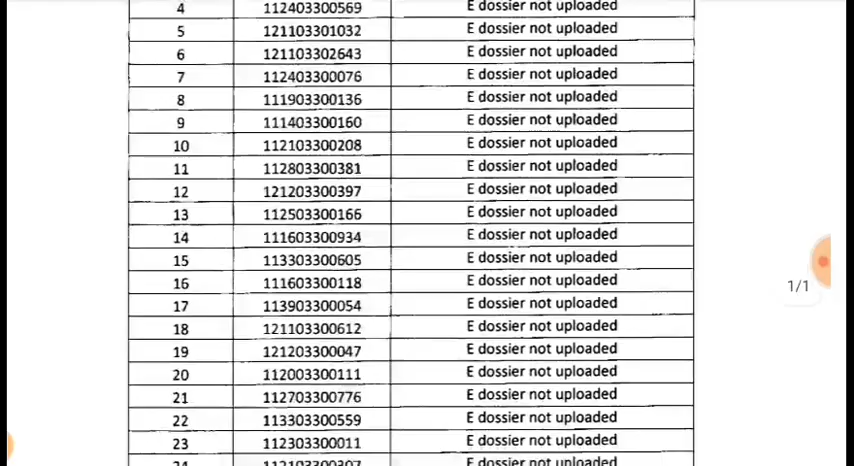 4 112403300569 E dossier not uploaded
5 121103301032 E dossier not uploaded
6 121103302643 E dossier not uploaded
7 112403300076 E dossier not uploaded
8 111903300136 E dossier not uploaded
9 111403300160 E dossier not uploaded
10 112103300208 E dossier not uploaded
11 112803300381 E dossier not uploaded
12 121203300397 E dossier not uploaded
13 112503300166 E dossier not uploaded
14 111603300934 E dossier not uploaded
15 113303300605 E dossier not uploaded
1/1
16 111603300118 E dossier not uploaded
17 113903300054 E dossier not uploaded
18 121103300612 E dossier not uploaded
19 121203300047 E dossier not uploaded
20 112003300111 E dossier not uploaded
21 112703300776 E dossier not uploaded
22 113303300559 E dossier not uploaded
23 112303300011 E dossier not uploaded
24 112103300307 E dossier not uploaded